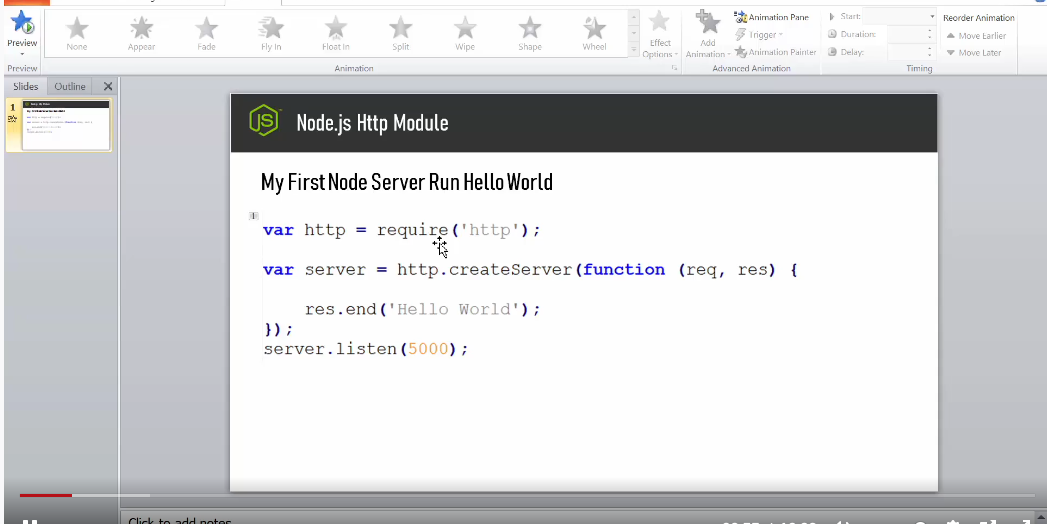 Preview
None
Appear
Fade
Fly In
Float In
Split
Wipe
Shape
Wheel
Effect
Options
Add
Animation
Animation Pane
Trigger
Animation Painter
Start:
Duration:
Delay:
Reorder Animation
Move Earlier
Move Later
Preview
Animation
Advanced Animation
Timing
Slides
Outline
1
JS
Node.js Http Module
My First Node Server Run Hello World
1
var http = require('http');
var server = http.createServer(function (req, res) {
res.end('Hello World');
});
server.listen(5000);
Click to add notes